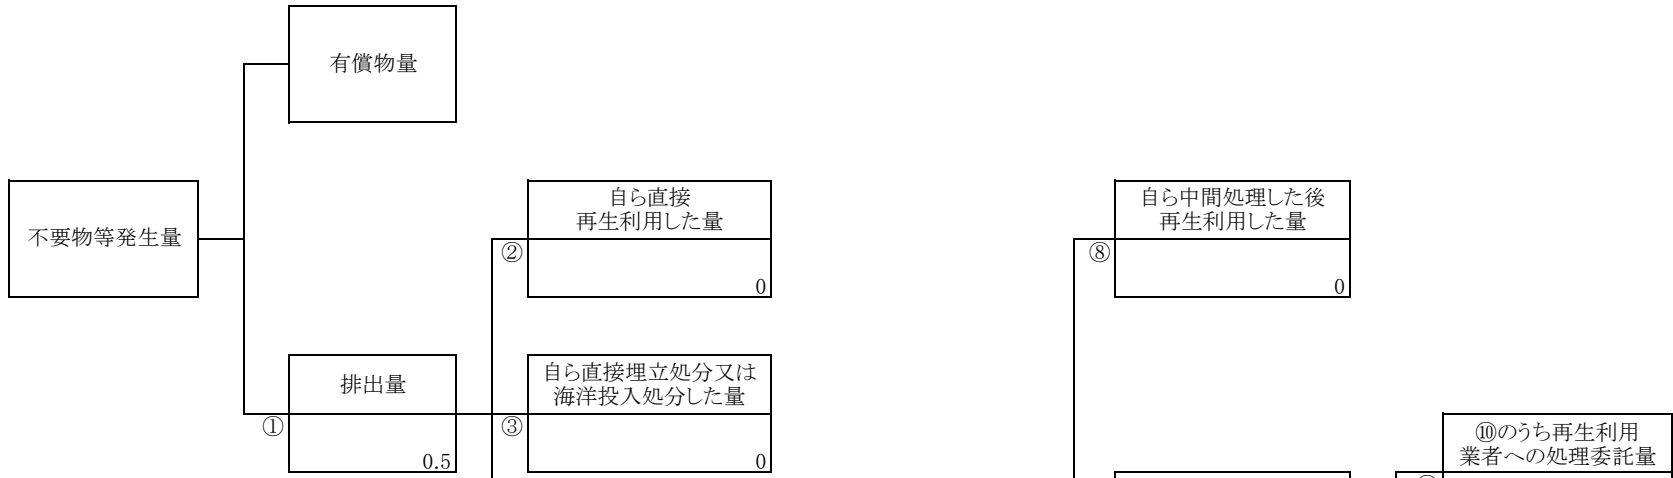 有償物量
不要物等発生量
自ら直接
再生利用した量
②
0
自ら中間処理した後
再生利用した量
⑧
0
排出量
①
0.5
自ら直接埋立処分又は
海洋投入処分した量
③
0
⑩のうち再生利用
業者への処理委託量